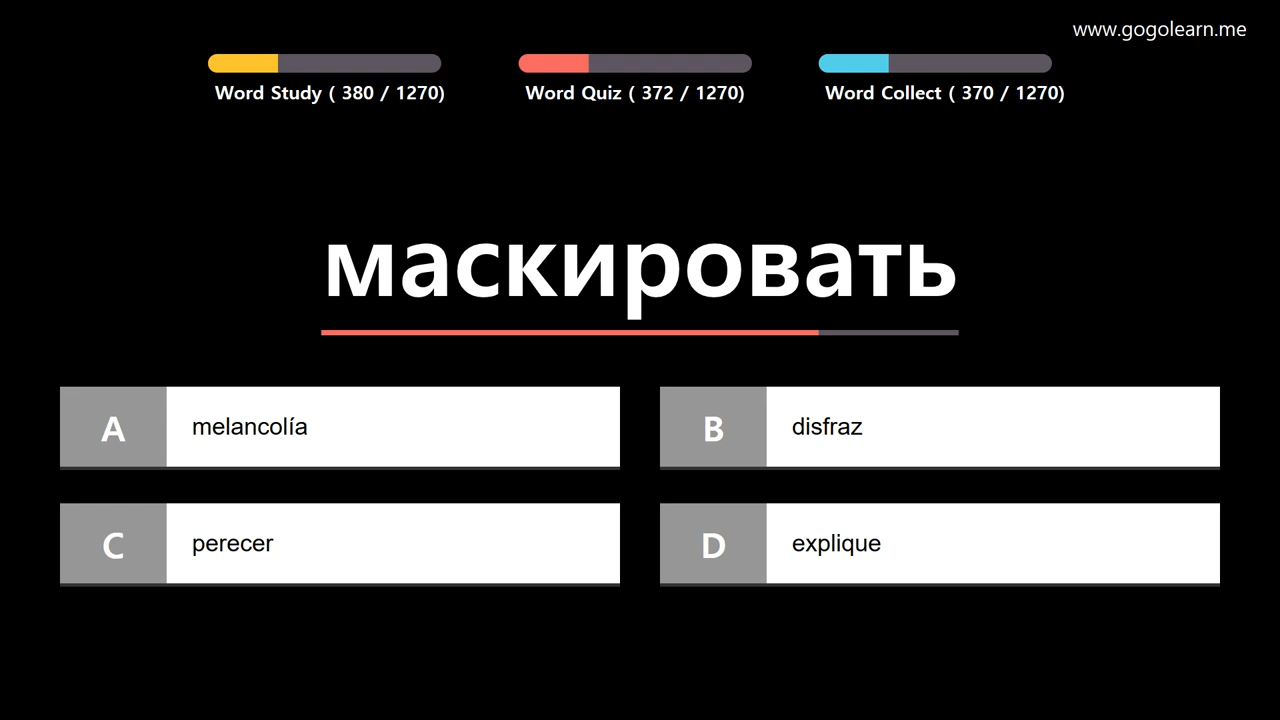 www.gogolearn.me
Word Study ( 380 / 1270)
Word Quiz ( 372 / 1270)
Word Collect ( 370 / 1270)
маскировать
A melancolía
B disfraz
C perecer
D explique